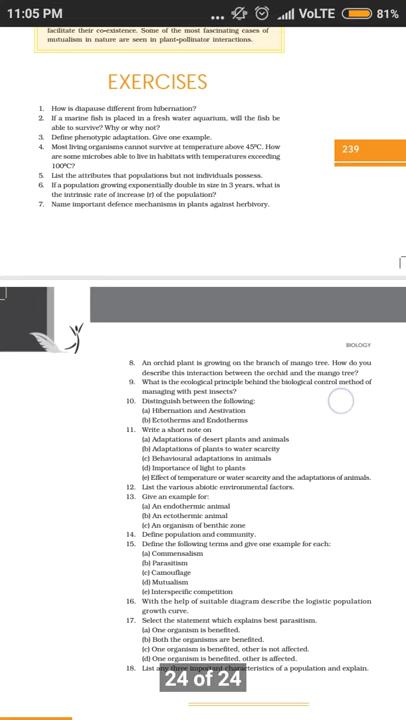 11:05 PM ... VoLTE 81%
facilitate their co-existence. Some of the most fascinating cases of
mutualism in nature are seen in plant-pollinator interactions.
EXERCISES
1. How is diapause different from hibernation?
2. If a marine fish is placed in a fresh water aquarium, will the fish be
able to survive? Why or why not?
3. Define phenotypic adaptation. Give one example.
4. Most living organisms cannot survive at temperature above 45⁰C. How
are some microbes able to live in habitats with temperatures exceeding
100⁰C?
5. List the attributes that populations but not individuals possess.
6. If a population growing exponentially double in size in 3 years, what is
the intrinsic rate of increase (r) of the population?
7. Name important defence mechanisms in plants against herbivory.
239
BIOLOGY
8. An orchid plant is growing on the branch of mango tree. How do you
describe this interaction between the orchid and the mango tree?
9. What is the ecological principle behind the biological control method of
managing with pest insects?
10. Distinguish between the following:
(a) Hibernation and Aestivation
(b) Ectotherms and Endotherms
11. Write a short note on
(a) Adaptations of desert plants and animals
(b) Adaptations of plants to water scarcity
(c) Behavioural adaptations in animals
(d) Importance of light to plants
(e) Effect of temperature or water scarcity and the adaptations of animals.
12. List the various abiotic environmental factors.
13. Give an example for:
(a) An endothermic animal
(b) An ectothermic animal
(c) An organism of benthic zone
14. Define population and community.
15. Define the following terms and give one example for each:
(a) Commensalism
(b) Parasitism
(c) Camouflage
(d) Mutualism
(e) Interspecific competition
16. With the help of suitable diagram describe the logistic population
growth curve.
17. Select the statement which explains best parasitism.
(a) One organism is benefited.
(b) Both the organisms are benefited.
(c) One organism is benefited, other is not affected.
(d) One organism is benefited, other is affected.
18. List any three important characteristics of a population and explain.
24 of 24